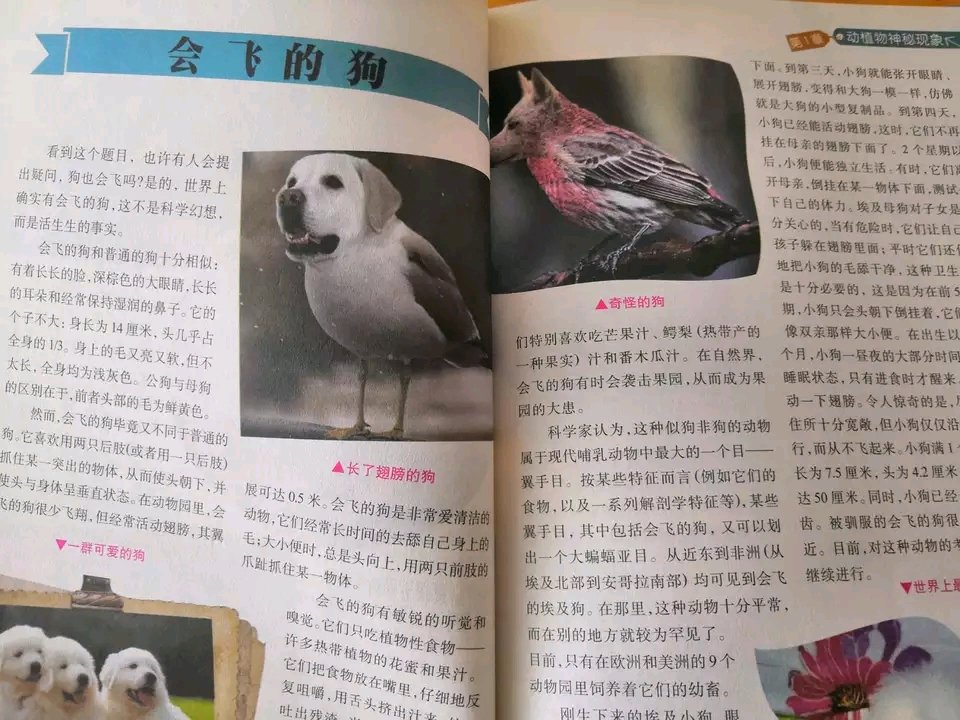 会飞的狗
看到这个题目，也许有人会提
出疑问，狗也会飞吗?是的，世界上
确实有会飞的狗，这不是科学幻想，
而是活生生的事实。
会飞的狗和普通的狗十分相似：
有着长长的脸，深棕色的大眼睛，长长
的耳朵和经常保持湿润的鼻子。它的
个子不大：身长为14厘米，头几乎占
全身的1/3。身上的毛又亮又软，但不
太长，全身均为浅灰色。公狗与母狗
的区别在于，前者头部的毛为鲜黄色。
然而，会飞的狗毕竟又不同于普通的
狗。它喜欢用两只后肢(或者用一只后肢)
抓住某一突出的物体，从而使头朝下，并
使头与身体呈垂直状态。在动物园里，会
飞的狗很少飞翔，但经常活动翅膀，其翼
▼一群可爱的狗
▲长了翅膀的狗
展可达0.5米。会飞的狗是非常爱清洁的
动物，它们经常长时间的去舔自己身上的
毛；大小便时，总是头向上，用两只前肢的
爪趾抓住某一物体。
会飞的狗有敏锐的听觉和
嗅觉。它们只吃植物性食物——
许多热带植物的花蜜和果汁。
它们把食物放在嘴里，仔细地反
复咀嚼，用舌头挤出汁来，
吐出残渣，
第1章
动植物神秘现象
▲奇怪的狗
们特别喜欢吃芒果汁、鳄梨(热带产的
一种果实)汁和番木瓜汁。在自然界，
会飞的狗有时会袭击果园，从而成为果
园的大患。
科学家认为，这种似狗非狗的动物
属于现代哺乳动物中最大的一个目——
翼手目。按某些特征而言(例如它们的
食物，以及一系列解剖学特征等)，某些
翼手目，其中包括会飞的狗，又可以划
出一个大蝙蝠亚目。从近东到非洲(从
埃及北部到安哥拉南部)均可见到会飞
的埃及狗。在那里，这种动物十分平常，
而在别的地方就较为罕见了。
目前，只有在欧洲和美洲的9个
动物园里饲养着它们的幼畜。
刚生下来的埃及小狗，眼
下面。到第三天，小狗就能张开眼睛、
展开翅膀，变得和大狗一模一样，仿佛
就是大狗的小型复制品。到第四天，
小狗已经能活动翅膀，这时，它们不再
挂在母亲的翅膀下面了。2个星期以
后，小狗便能独立生活。有时，它们离
开母亲，倒挂在某一物体下面，测试
下自己的体力。埃及母狗对子女是
分关心的，当有危险时，它们让自己
孩子躲在翅膀里面；平时它们还
地把小狗的毛舔干净，这种卫生
是十分必要的，这是因为在前5
期，小狗只会头朝下倒挂着，它们
像双亲那样大小便。在出生以
个月，小狗一昼夜的大部分时间
睡眠状态，只有进食时才醒来，
动一下翅膀。令人惊奇的是，
住所十分宽敞，但小狗仅仅沿
行，而从不飞起来。小狗满1
长为7.5厘米，头为4.2厘米
达50厘米。同时，小狗已经
齿。被驯服的会飞的狗很
近。目前，对这种动物的考
继续进行。
▼世界上最